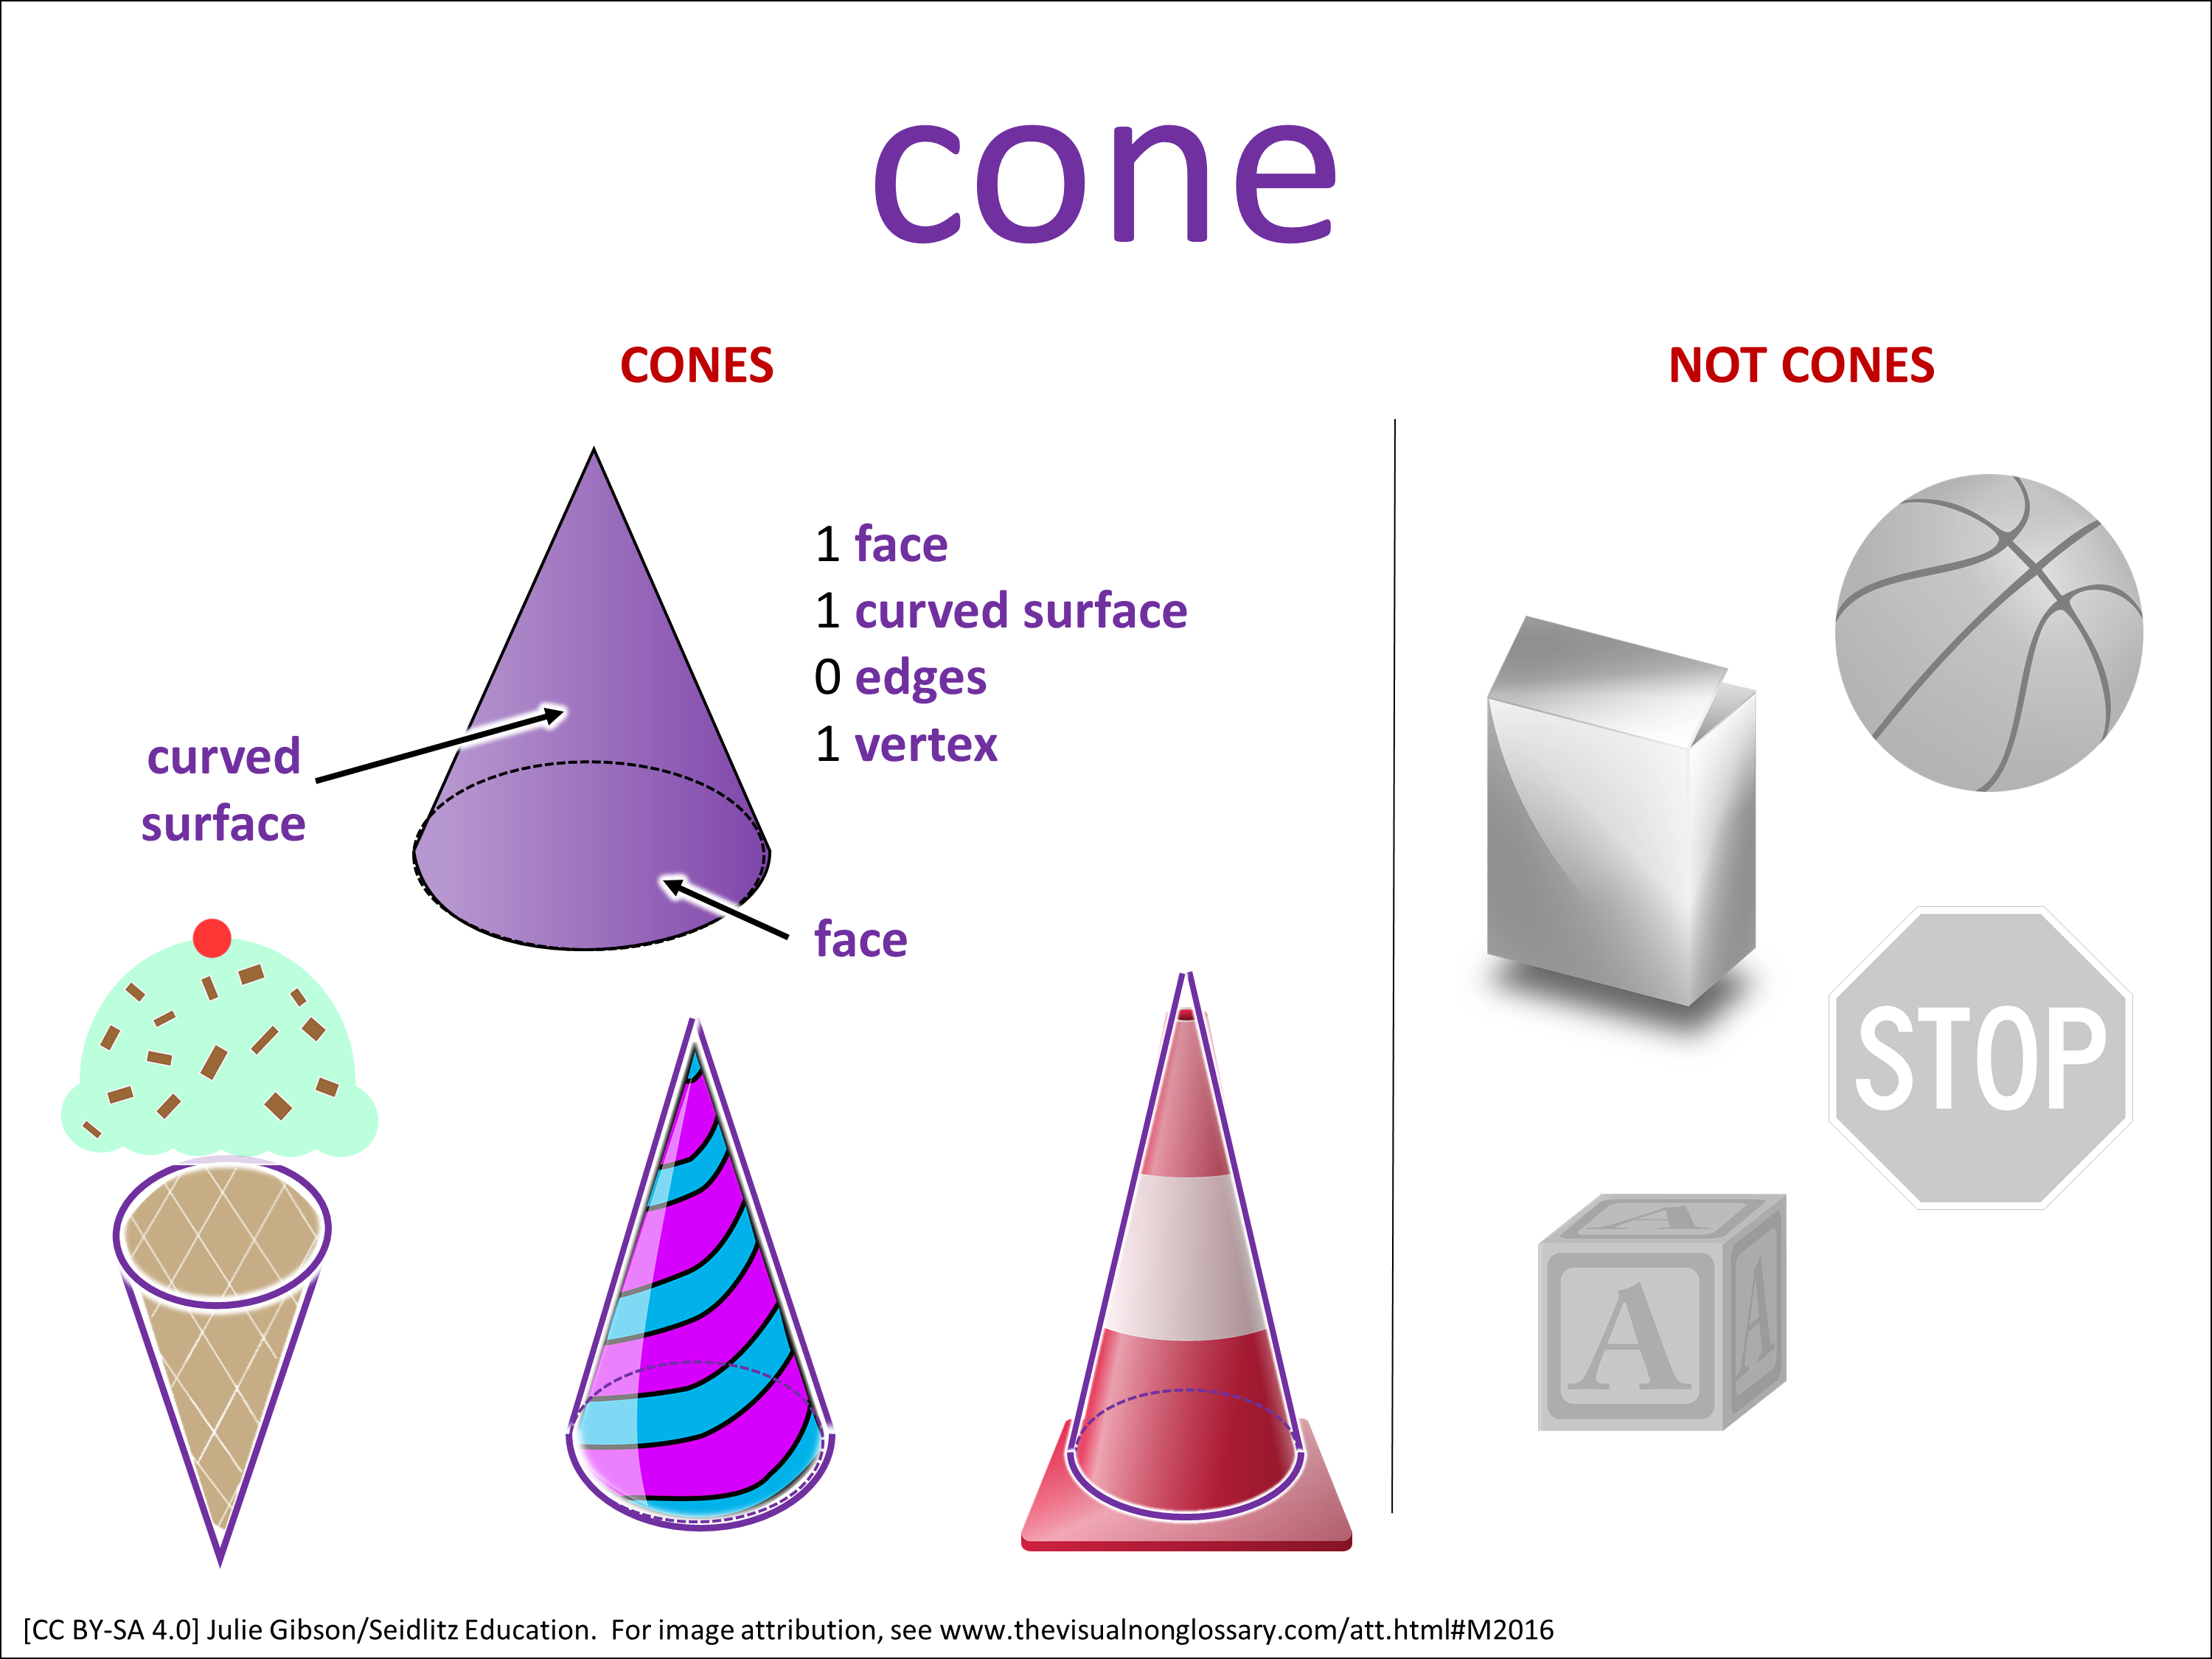 cone
CONES
NOT CONES
1 face
1 curved surface
0 edges
1 vertex
curved
surface
face
STOP
A
A
A
[CC BY-SA 4.0] Julie Gibson/Seidlitz Education.  For image attribution, see www.thevisualnonglossary.com/att.html#M2016